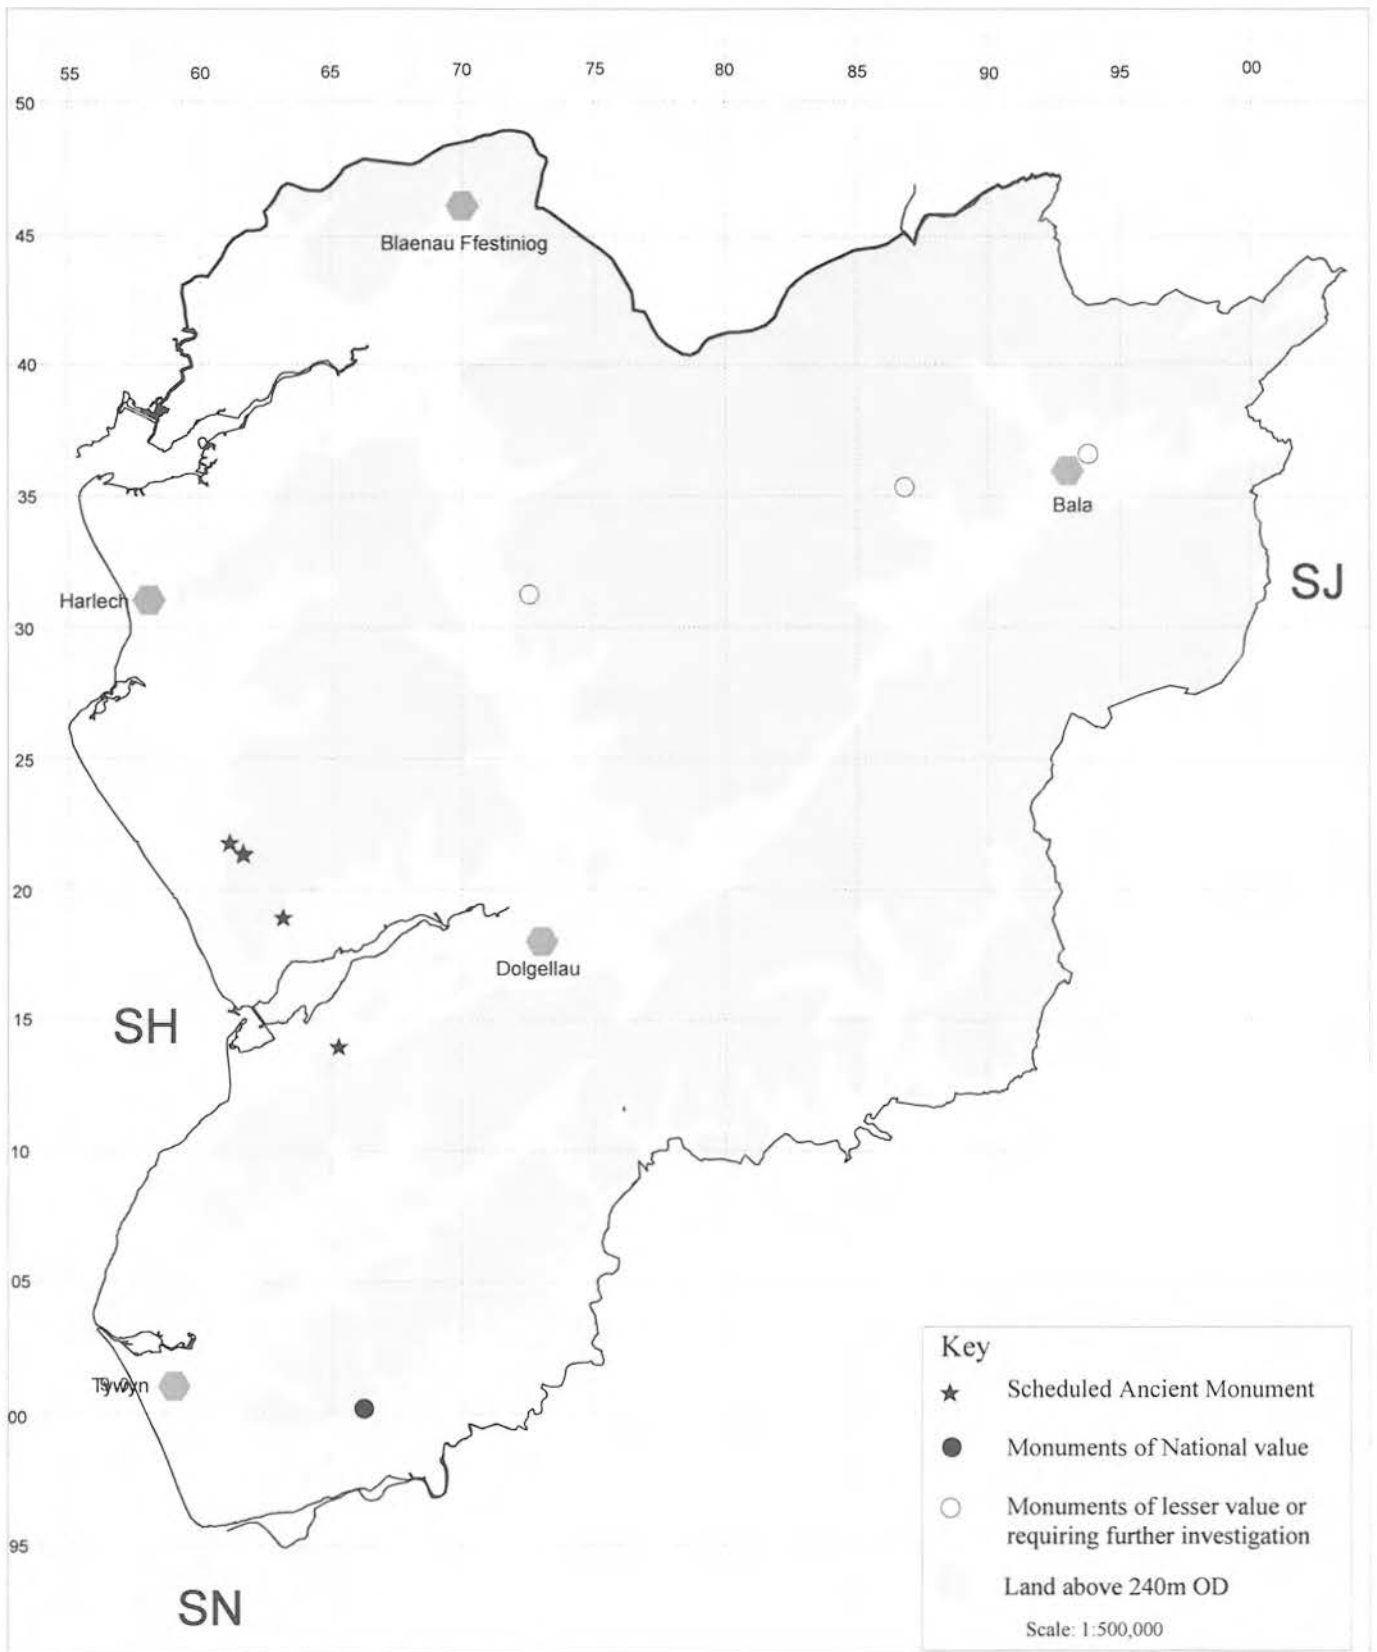 55 60 65 70 75 80 85 90 95 00
50
Blaenau Ffestiniog
45
40
35
Bala
SJ
Harlech
30
25
20
Dolgellau
SH
15
10
05
Tywyn
00
95
SN
Key
Scheduled Ancient Monument
Monuments of National value
Monuments of lesser value or
requiring further investigation
Land above 240m OD
Scale: 1:500,000